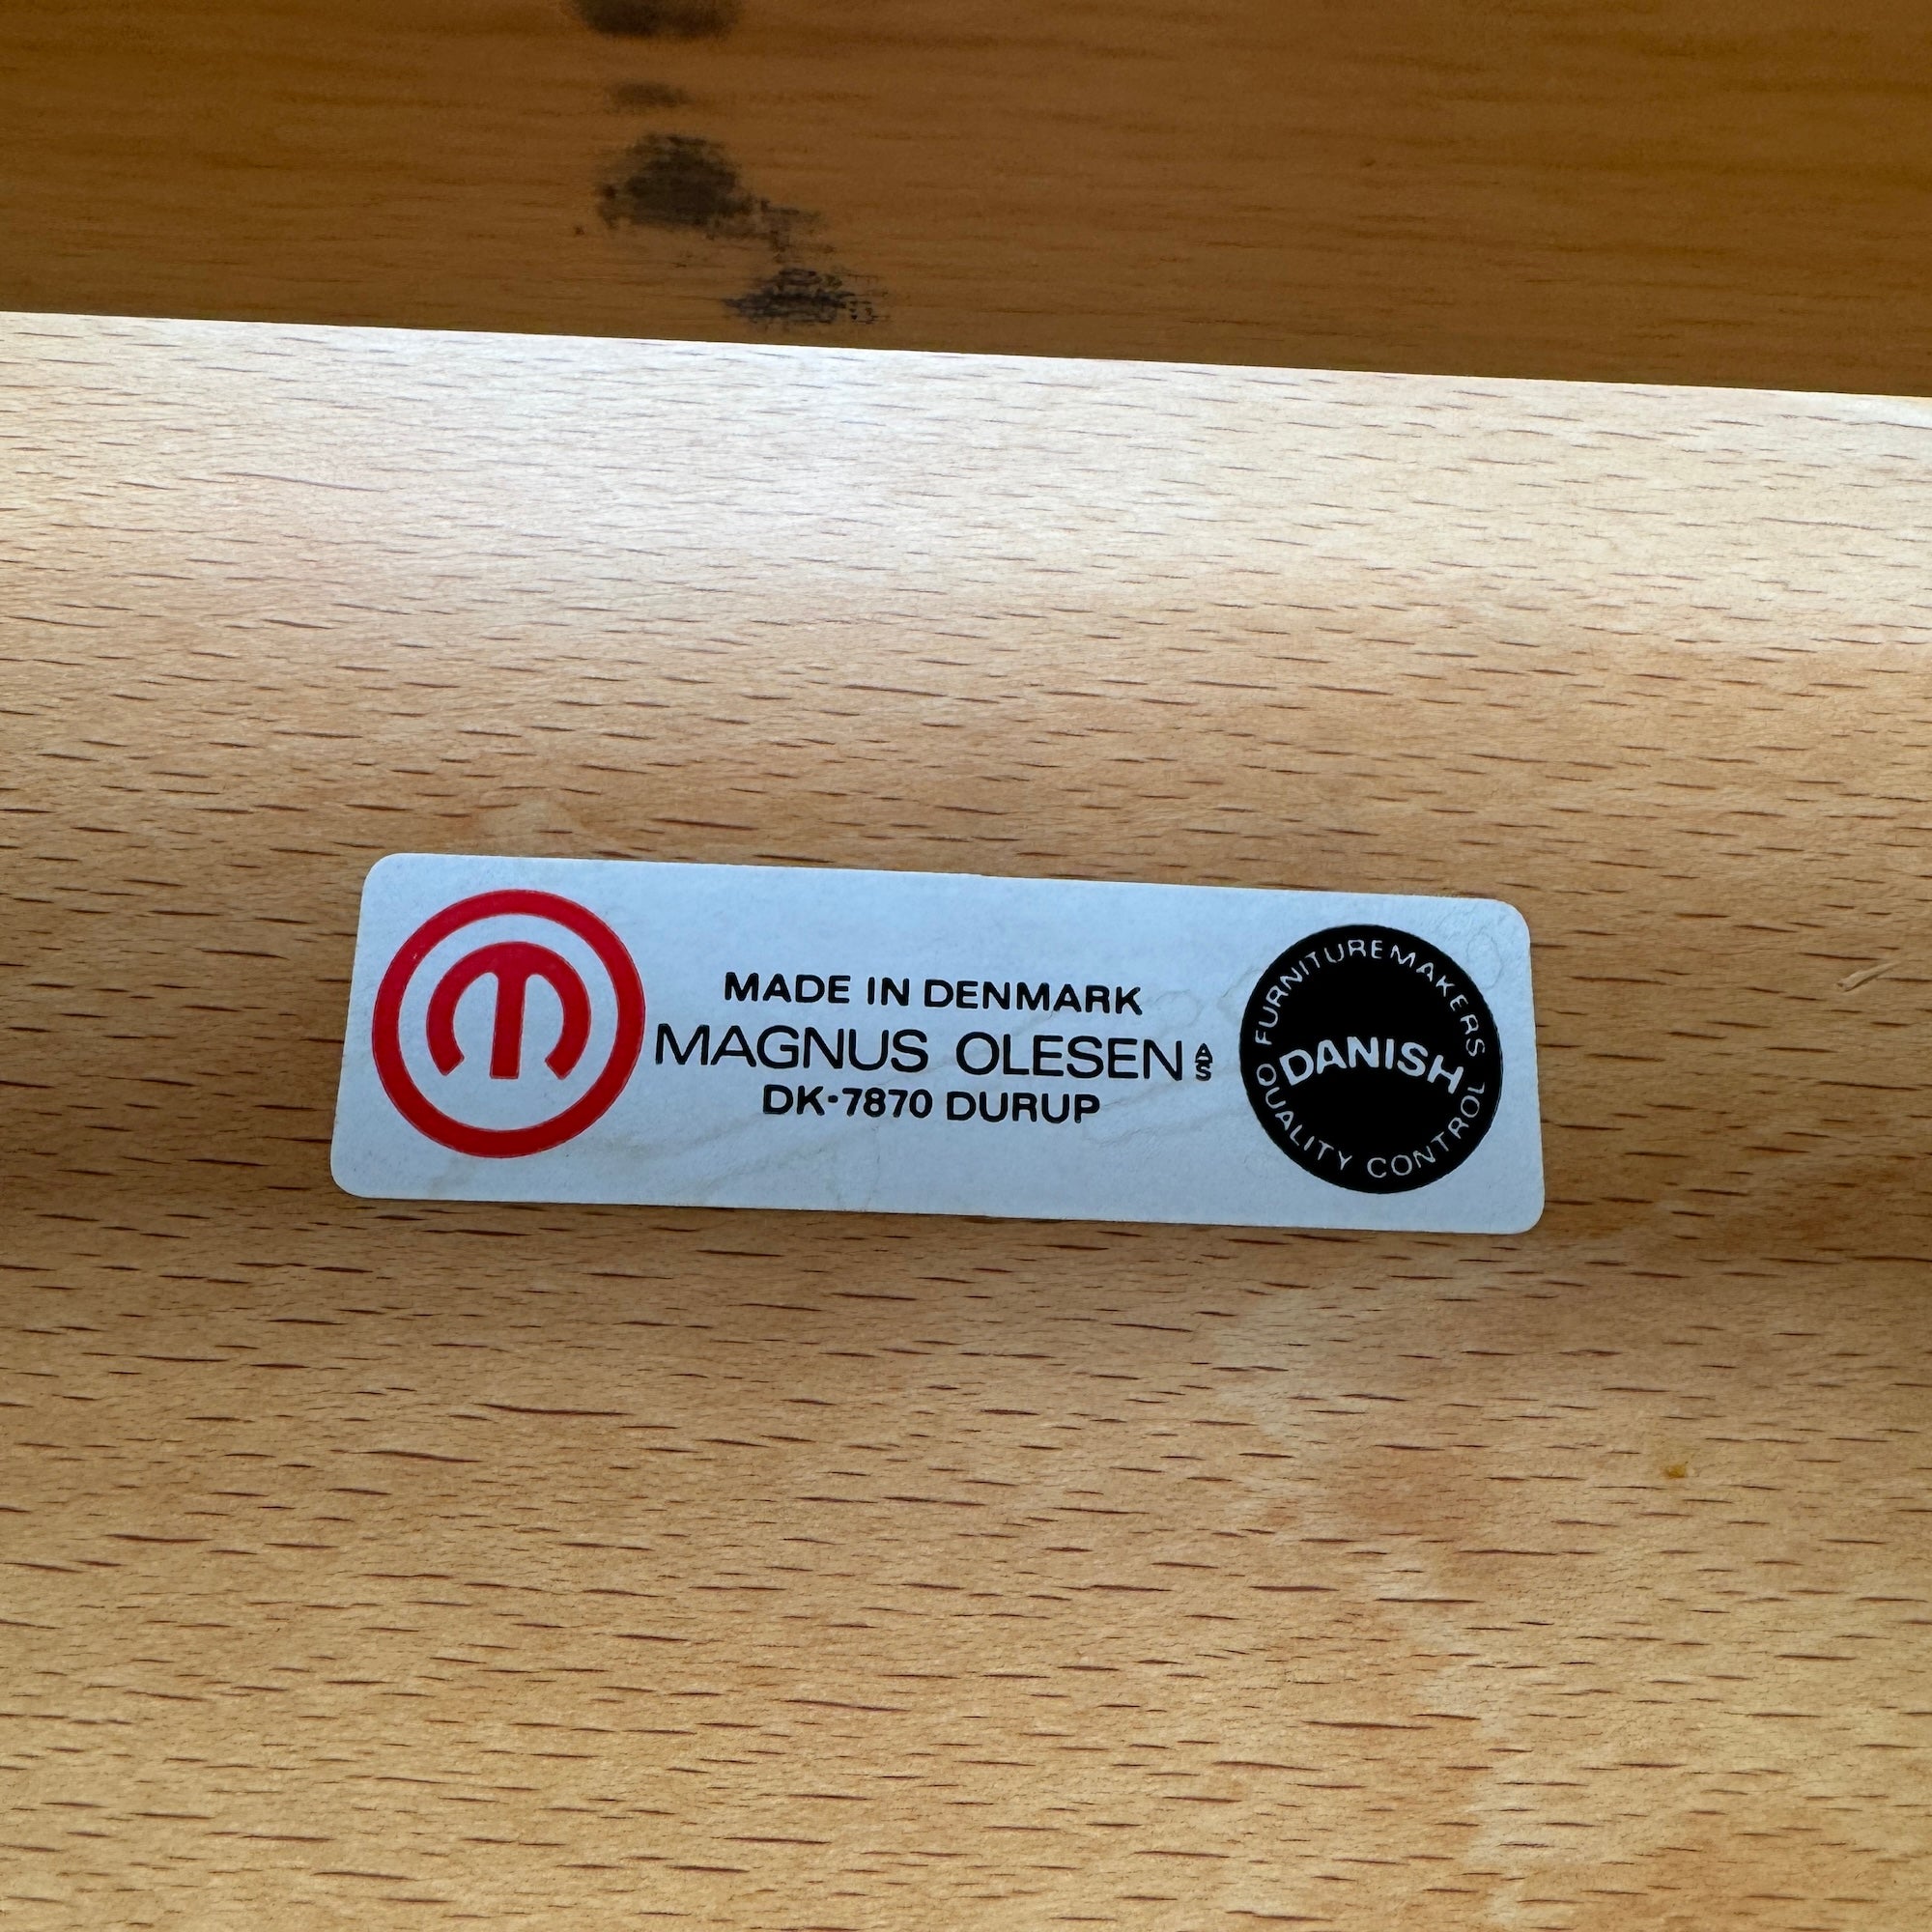 m
MADE IN DENMARK
MAGNUS OLESEN A/S
DK-7870 DURUP
FURNITUREMAKERS
DANISH
QUALITY CONTROL